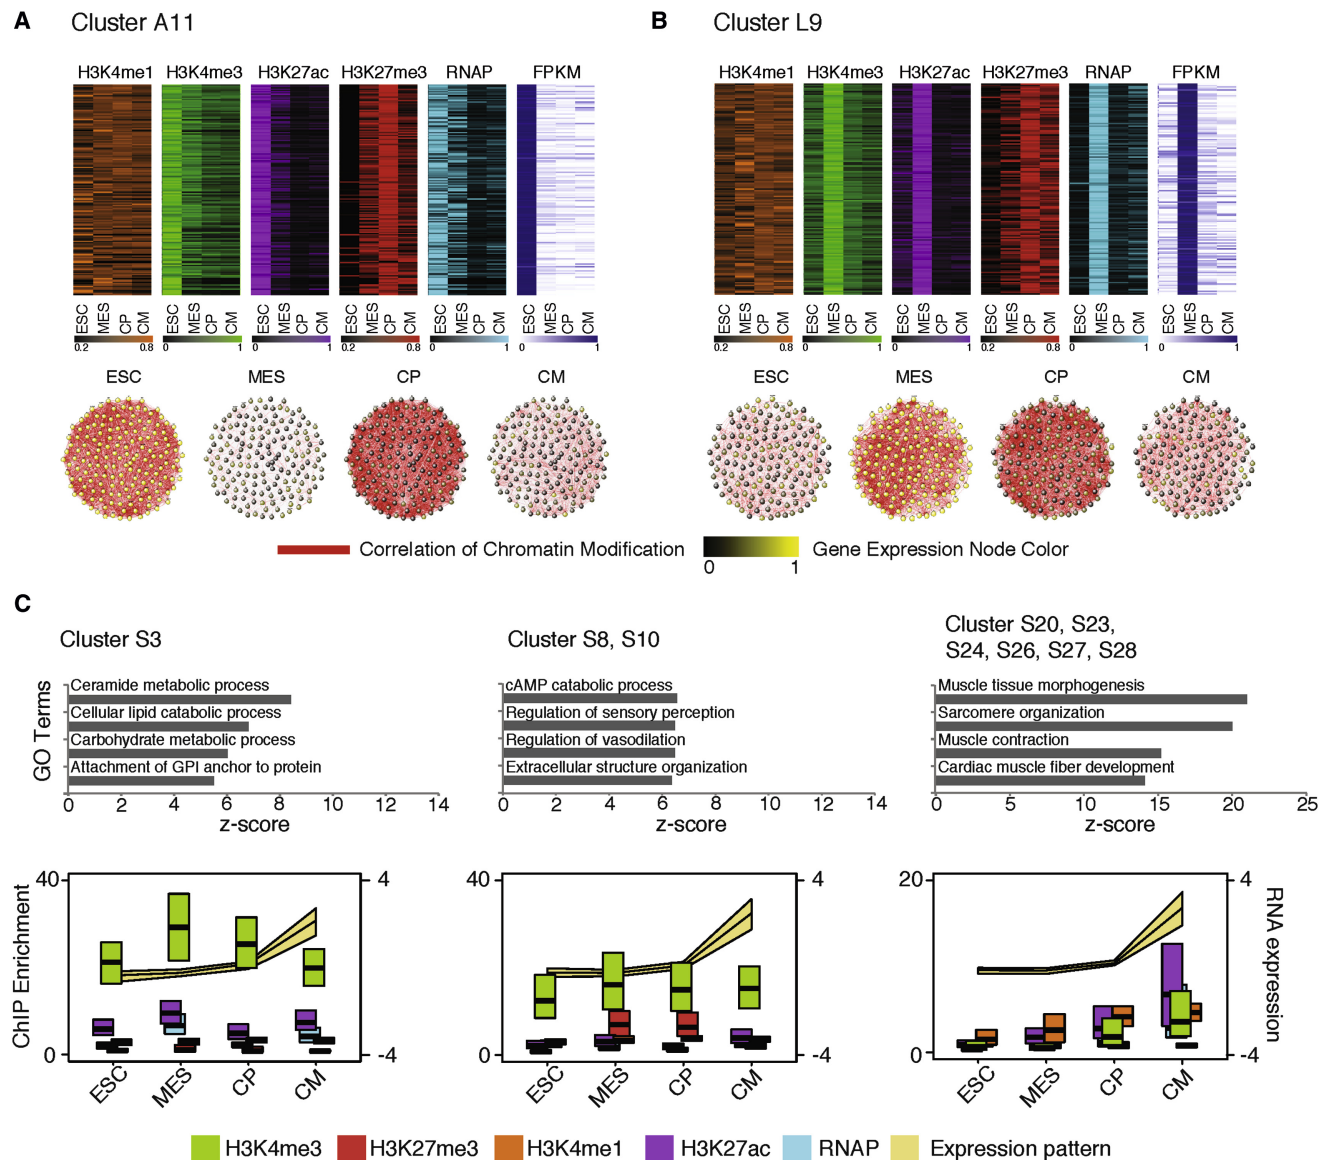 A Cluster A11
H3K4me1 H3K4me3 H3K27ac H3K27me3 RNAP FPKM
ESC MES CP CM ESC MES CP CM ESC MES CP CM ESC MES CP CM ESC MES CP CM ESC MES CP CM
0.2 0.8 0 1 0 1 0.2 0.8 0 1 0 1
ESC MES CP CM
B Cluster L9
H3K4me1 H3K4me3 H3K27ac H3K27me3 RNAP FPKM
ESC MES CP CM ESC MES CP CM ESC MES CP CM ESC MES CP CM ESC MES CP CM ESC MES CP CM
0.2 0.8 0 1 0 1 0.2 0.8 0 1 0 1
ESC MES CP CM
Correlation of Chromatin Modification
Gene Expression Node Color
0 1
C
Cluster S3
GO Terms
Ceramide metabolic process
Cellular lipid catabolic process
Carbohydrate metabolic process
Attachment of GPI anchor to protein
0 2 4 6 8 10 12 14
z-score
Cluster S8, S10
cAMP catabolic process
Regulation of sensory perception
Regulation of vasodilation
Extracellular structure organization
0 2 4 6 8 10 12 14
z-score
Cluster S20, S23,
S24, S26, S27, S28
Muscle tissue morphogenesis
Sarcomere organization
Muscle contraction
Cardiac muscle fiber development
0 5 10 15 20 25
z-score
ChIP Enrichment
40 4
0 -4
ESC MES CP CM
40 4
0 -4
ESC MES CP CM
20 4
0 -4
ESC MES CP CM
RNA expression
H3K4me3 H3K27me3 H3K4me1 H3K27ac RNAP Expression pattern